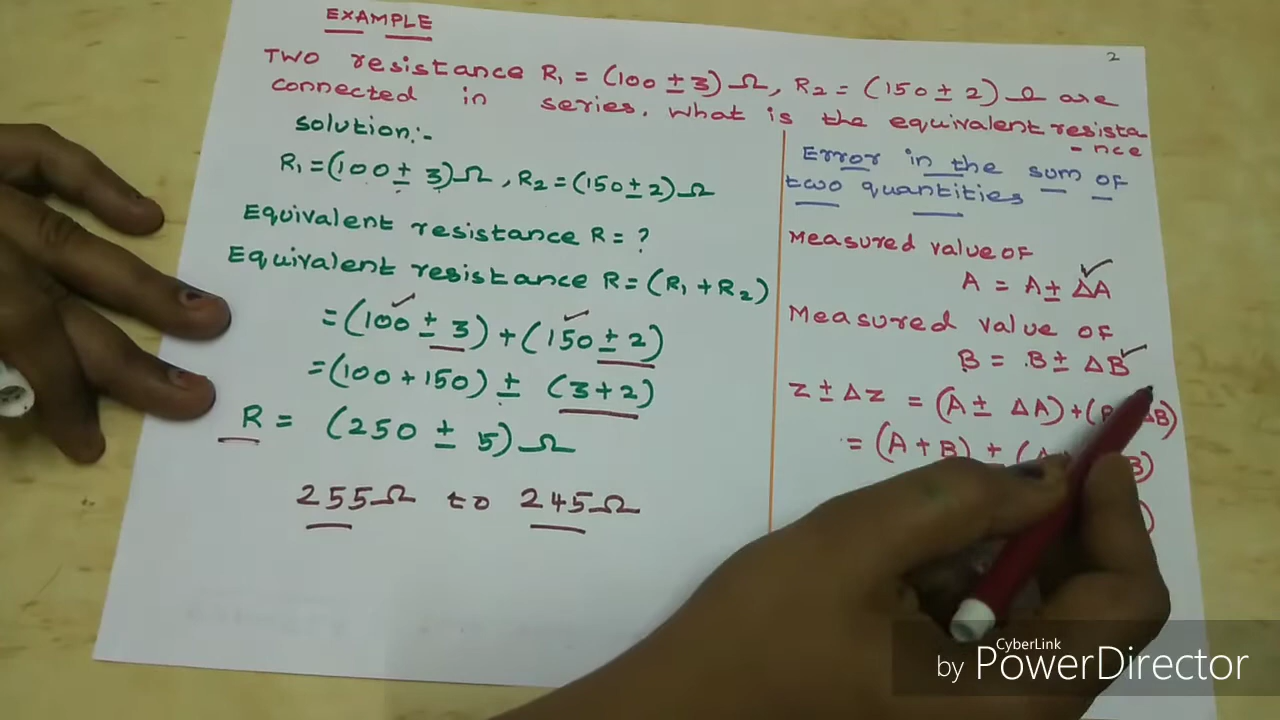 EXAMPLE
2
TWO resistance R₁ = (100 ± 3)Ω, R₂ = (150 ± 2)Ω are
connected in series. What is the equivalent resista
- nce
solution:-
R₁ = (100 ± 3)Ω, R₂ = (150 ± 2)Ω
Equivalent resistance R = ?
Equivalent resistance R = (R₁ + R₂)
= (100 ± 3) + (150 ± 2)
= (100 + 150) ± (3 + 2)
R = (250 ± 5)Ω
255Ω to 245Ω
Error in the sum of
two quantities
Measured value of
A = A ± ΔA
Measured value of
B = B ± ΔB
Z ± ΔZ = (A ± ΔA) + (B ΔB)
= (A + B) ± ( B)
)
CyberLink
by PowerDirector